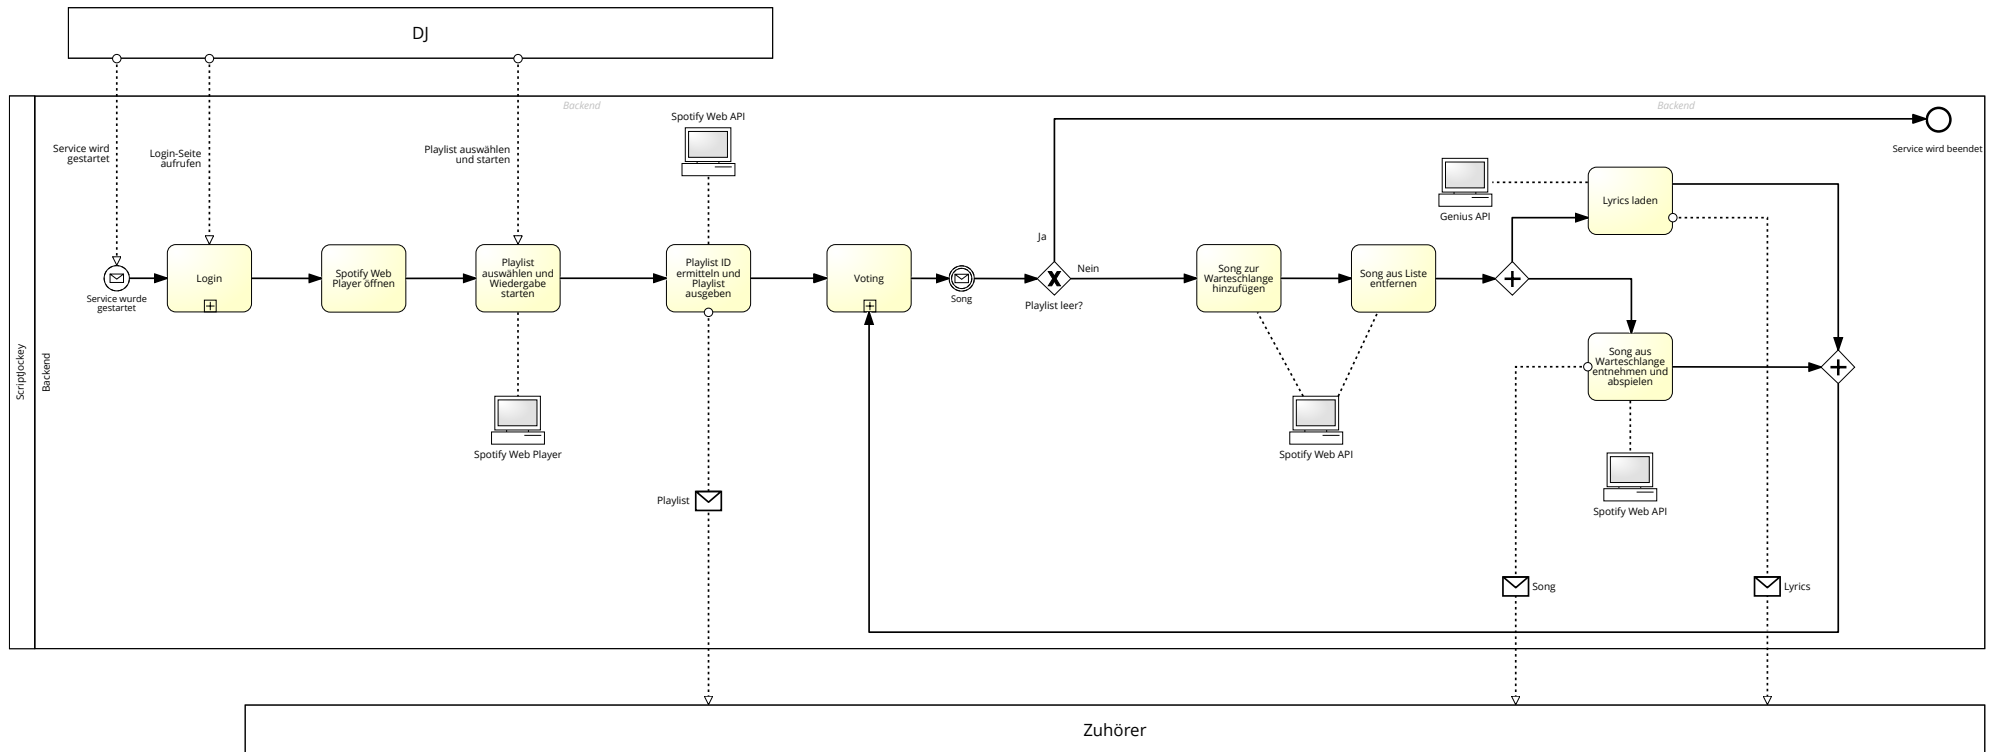 DJ
Backend
Backend
Spotify Web API
Service wird
gestartet
Login-Seite
aufrufen
Playlist auswählen
und starten
Service wird beendet
Genius API
Lyrics laden
Ja
Nein
Playlist leer?
Service wurde
gestartet
Login
Spotify Web
Player öffnen
Playlist
auswählen und
Wiedergabe
starten
Playlist ID
ermitteln und
Playlist
ausgeben
Voting
Song
Song zur
Warteschlange
hinzufügen
Song aus Liste
entfernen
Song aus
Warteschlange
entnehmen und
abspielen
ScriptJockey
Backend
Spotify Web Player
Spotify Web API
Spotify Web API
Playlist
Song
Lyrics
Zuhörer